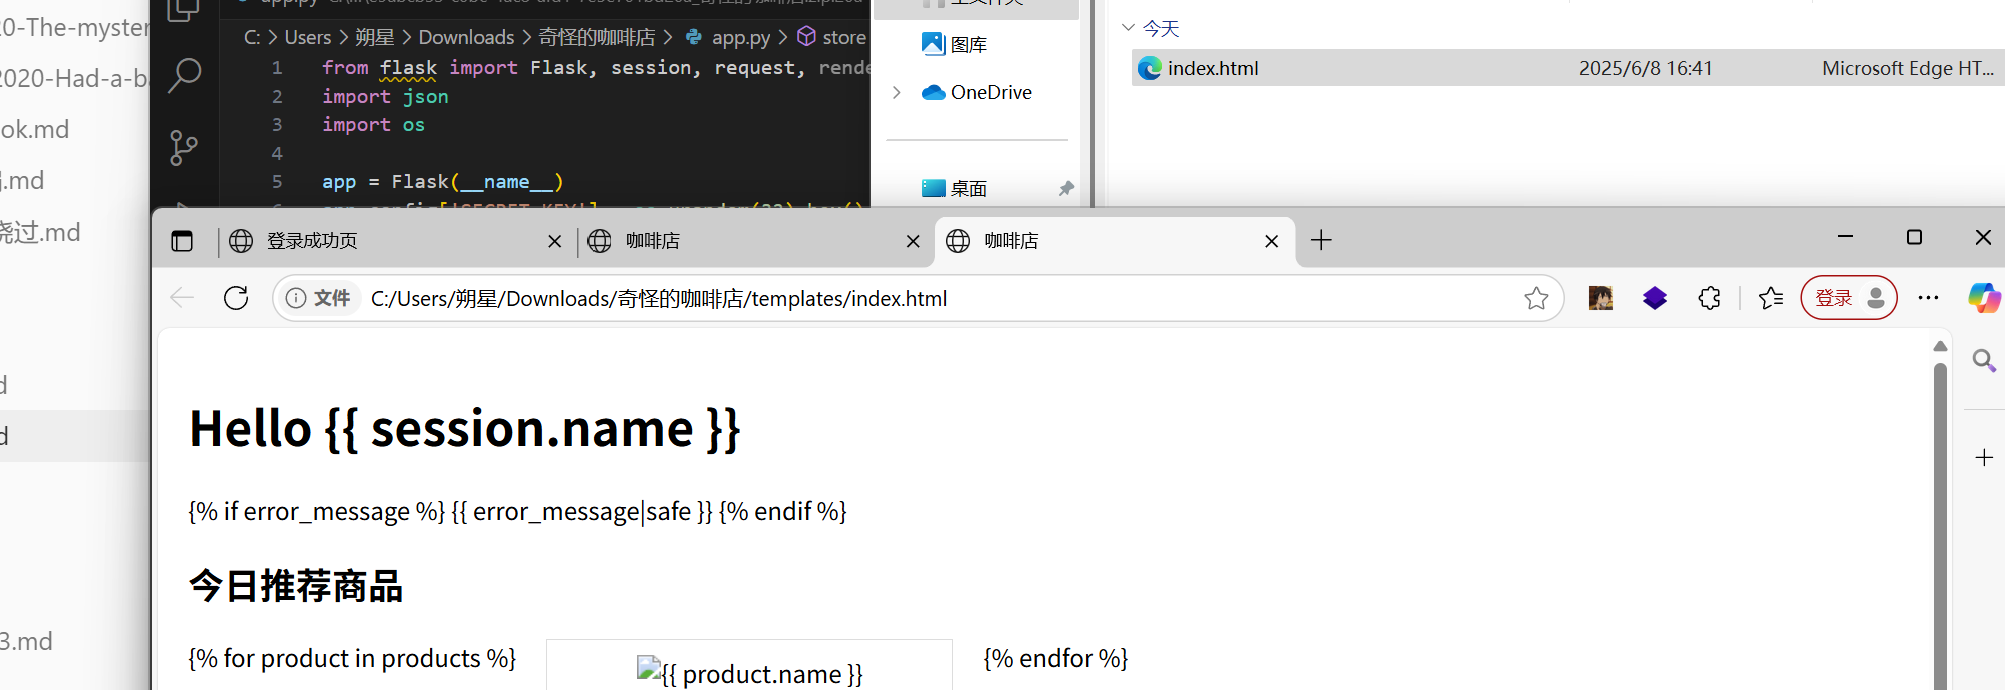 20-The-myster
2020-Had-a-b
ok.md
.md
绕过.md
d
d
3.md
app.py
C: > Users > 朔星 > Downloads > 奇怪的咖啡店 > app.py > store
1 from flask import Flask, session, request, rende
2 import json
3 import os
4
5 app = Flask(__name__)
图库
OneDrive
桌面
今天
index.html 2025/6/8 16:41 Microsoft Edge HT...
登录成功页
咖啡店
咖啡店
文件 C:/Users/朔星/Downloads/奇怪的咖啡店/templates/index.html
登录
Hello {{ session.name }}
{% if error_message %} {{ error_message|safe }} {% endif %}
今日推荐商品
{% for product in products %}
{{ product.name }}
{% endfor %}